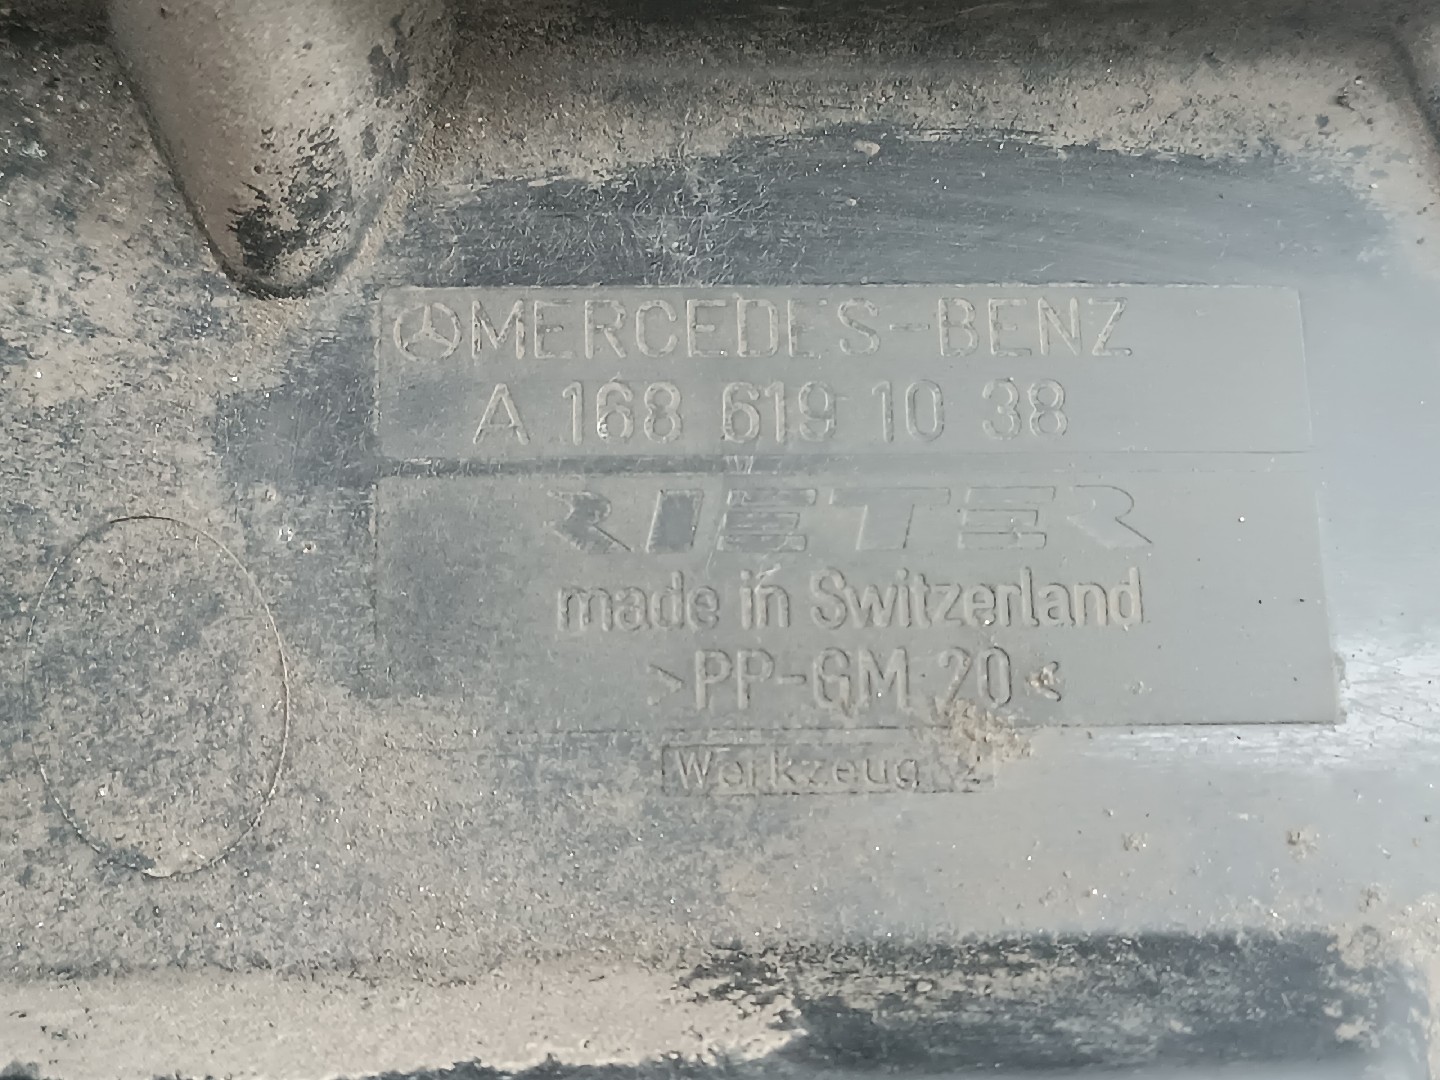 MERCEDES-BENZ
A 168 619 10 38
RIETER
made in Switzerland
>PP-GM 20<
Werkzeug 2